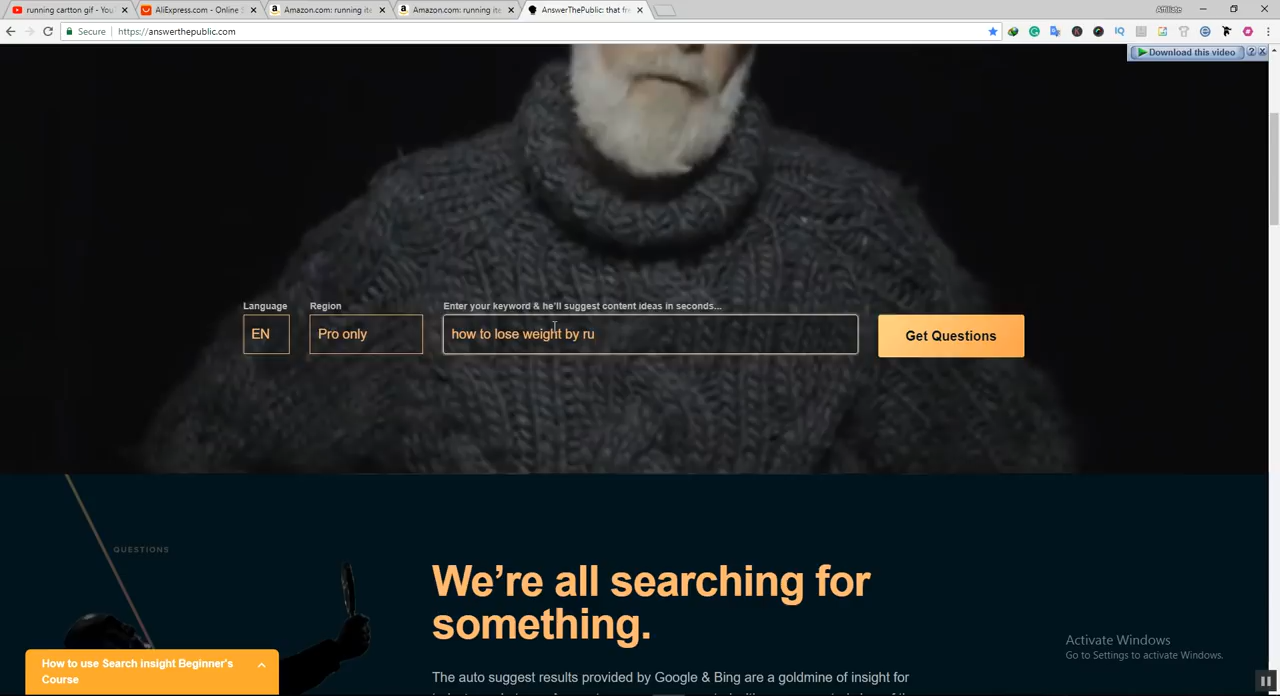 running cartton gif - You
AliExpress.com - Online S
Amazon.com: running ite
Amazon.com: running ite
AnswerThePublic: that fr
Affiliate
Secure
https://answerthepublic.com
Download this video
Language
Region
Enter your keyword & he'll suggest content ideas in seconds...
EN
Pro only
how to lose weight by ru
Get Questions
QUESTIONS
We're all searching for
something.
How to use Search insight Beginner's
Course
Activate Windows
Go to Settings to activate Windows.
The auto suggest results provided by Google & Bing are a goldmine of insight for